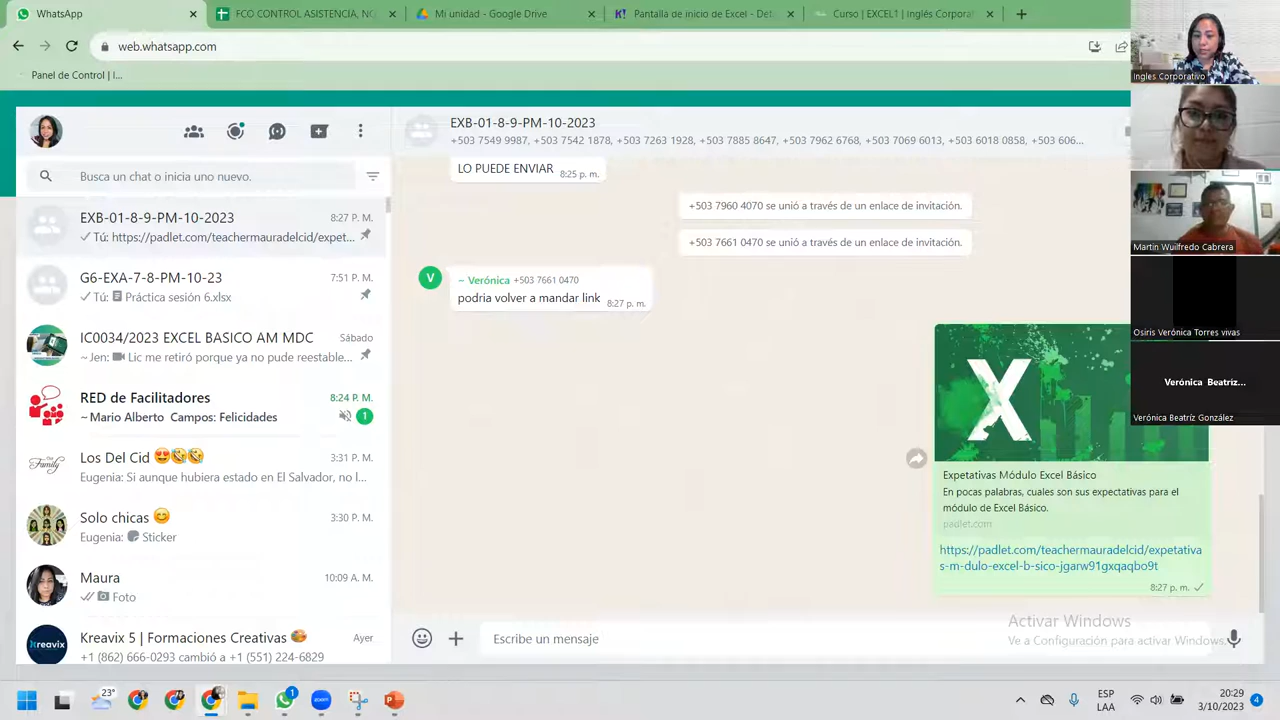 WhatsApp
FCO CONTROL ASISTENCIA, NO
Mi unidad - Google Drive
Pantalla de inicio de Excel - Det
Curso | EXCEL1 | Inglés Corporat
web.whatsapp.com
Panel de Control | I...
Busca un chat o inicia uno nuevo.
EXB-01-8-9-PM-10-2023
8:27 P. M.
Tú: https://padlet.com/teachermauradelcid/expet...
G6-EXA-7-8-PM-10-23
7:51 P. M.
Tú: Práctica sesión 6.xlsx
IC0034/2023 EXCEL BASICO AM MDC
Sábado
~ Jen: Lic me retiró porque ya no pude reestable...
RED de Facilitadores
8:24 P. M.
~ Mario Alberto Campos: Felicidades
1
Los Del Cid
3:31 P. M.
Eugenia: Si aunque hubiera estado en El Salvador, no l...
Solo chicas
3:30 P. M.
Eugenia: Sticker
Maura
10:09 A. M.
Foto
Kreavix 5 | Formaciones Creativas
Ayer
+1 (862) 666-0293 cambió a +1 (551) 224-6829
EXB-01-8-9-PM-10-2023
+503 7549 9987, +503 7542 1878, +503 7263 1928, +503 7885 8647, +503 7962 6768, +503 7069 6013, +503 6018 0858, +503 606...
LO PUEDE ENVIAR
8:25 p. m.
+503 7960 4070 se unió a través de un enlace de invitación.
+503 7661 0470 se unió a través de un enlace de invitación.
V
~ Verónica +503 7661 0470
podria volver a mandar link
8:27 p. m.
X
Expetativas Módulo Excel Básico
En pocas palabras, cuales son sus expectativas para el
módulo de Excel Básico.
padlet.com
https://padlet.com/teachermauradelcid/expetativa
s-m-dulo-excel-b-sico-jgarw91gxqaqbo9t
8:27 p. m.
Escribe un mensaje
Activar Windows
Ve a Configuración para activar Windows.
Ingles Corporativo
Martin Wuilfredo Cabrera
Osiris Verónica Torres vivas
Verónica Beatriz...
Verónica Beatríz González
23°
1
zoom
ESP
LAA
20:29
3/10/2023
4